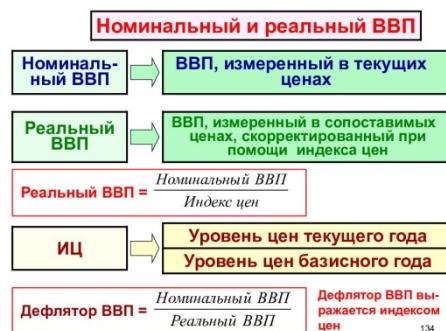 Номинальный и реальный ВВП
Номиналь-
ный ВВП
ВВП, измеренный в текущих
ценах
Реальный
ВВП
ВВП, измеренный в сопоставимых
ценах, скорректированный при
помощи индекса цен
Реальный ВВП = Номинальный ВВП
Индекс цен
ИЦ
Уровень цен текущего года
Уровень цен базисного года
Дефлятор ВВП = Номинальный ВВП
Реальный ВВП
Дефлятор ВВП вы-
ражается индексом
цен
134